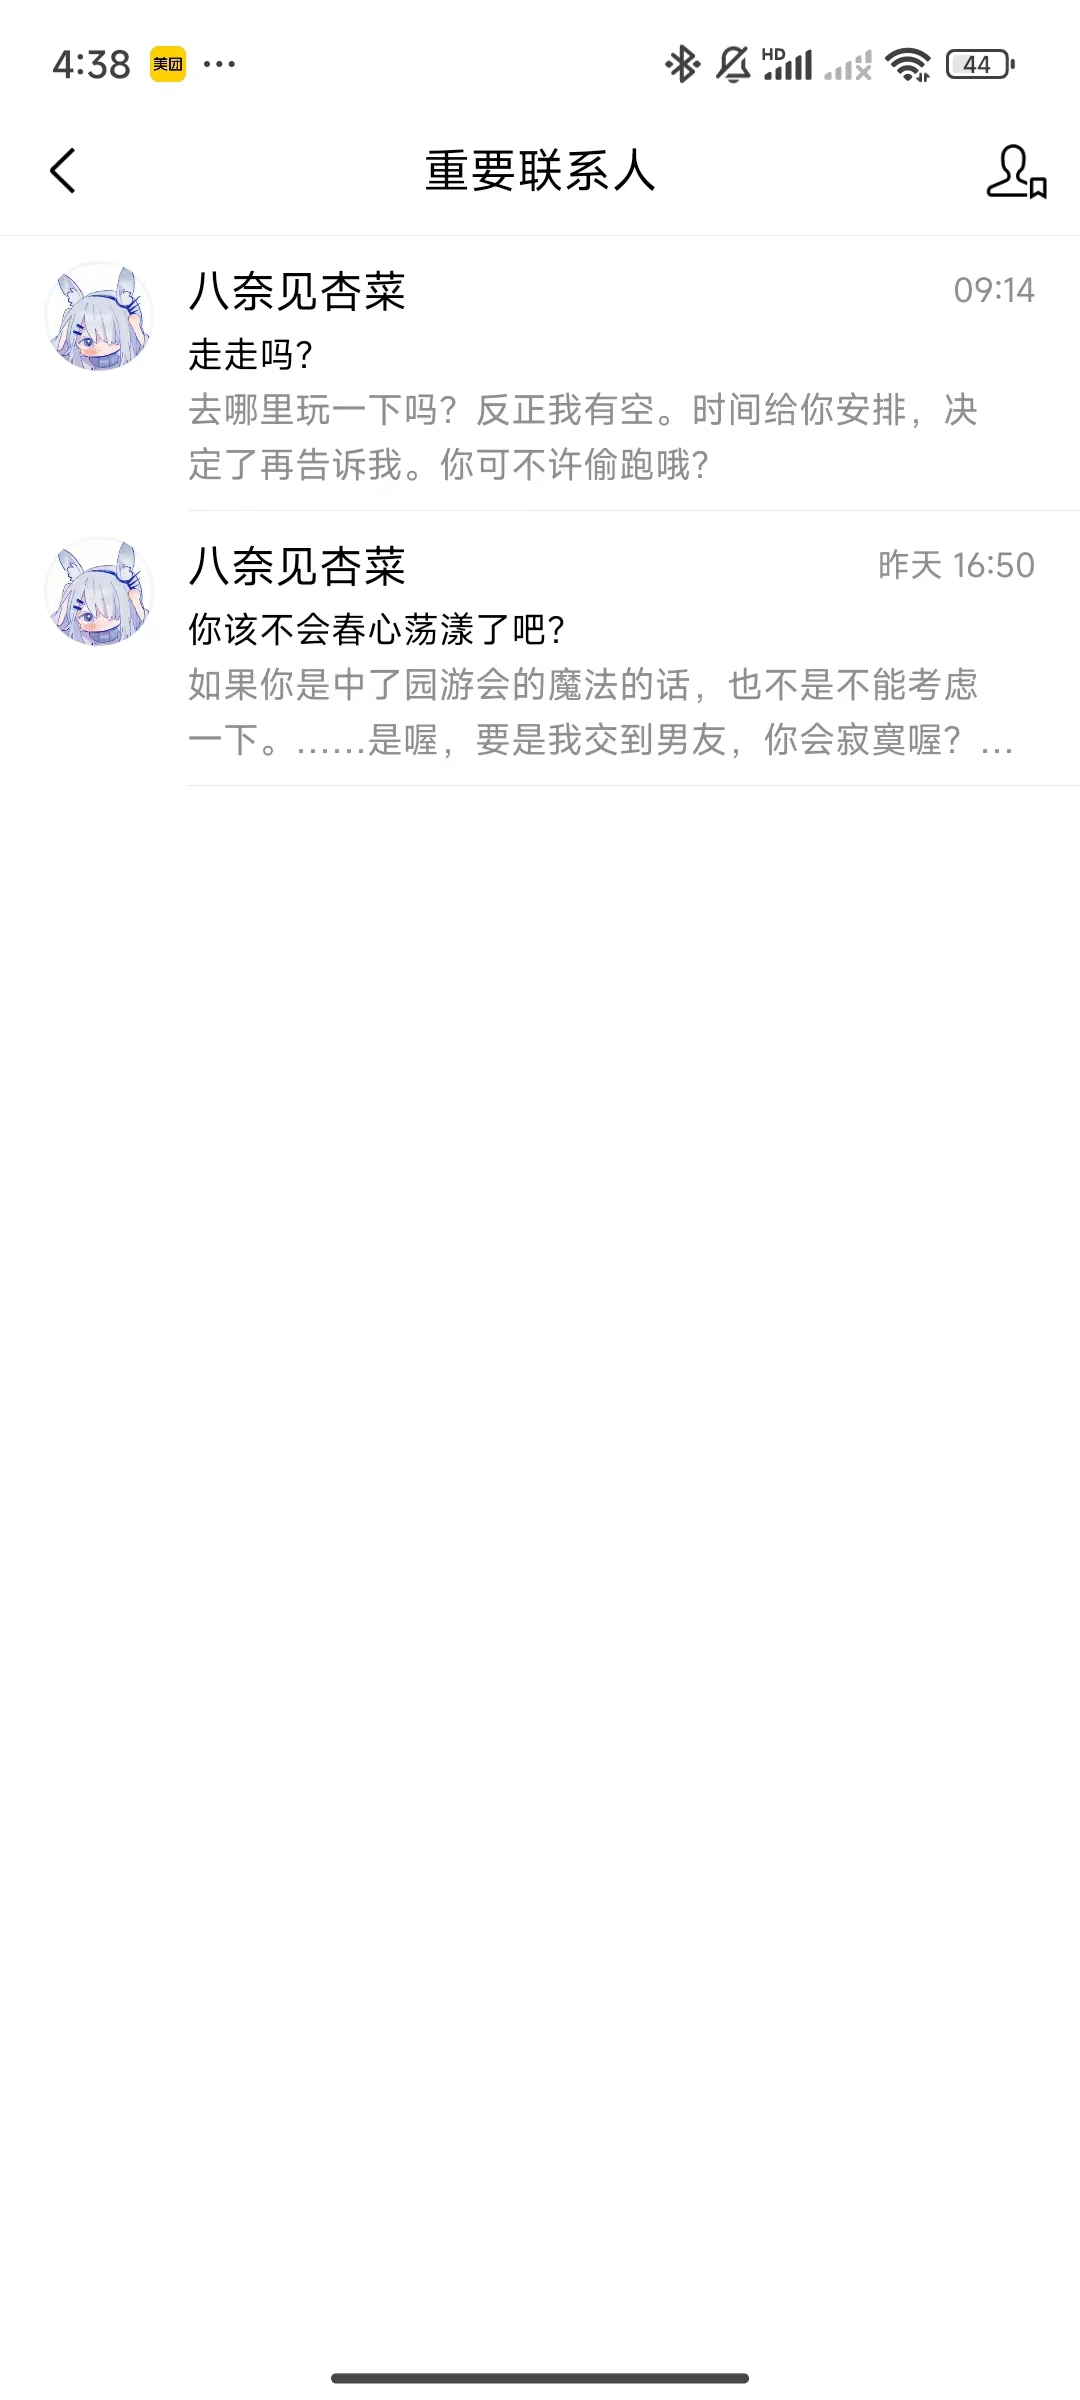 4:38 美团 ... HD 44
重要联系人
八奈见杏菜 09:14
走走吗？
去哪里玩一下吗？反正我有空。时间给你安排，决
定了再告诉我。你可不许偷跑哦？
八奈见杏菜 昨天 16:50
你该不会春心荡漾了吧？
如果你是中了园游会的魔法的话，也不是不能考虑
一下。……是喔，要是我交到男友，你会寂寞喔？...